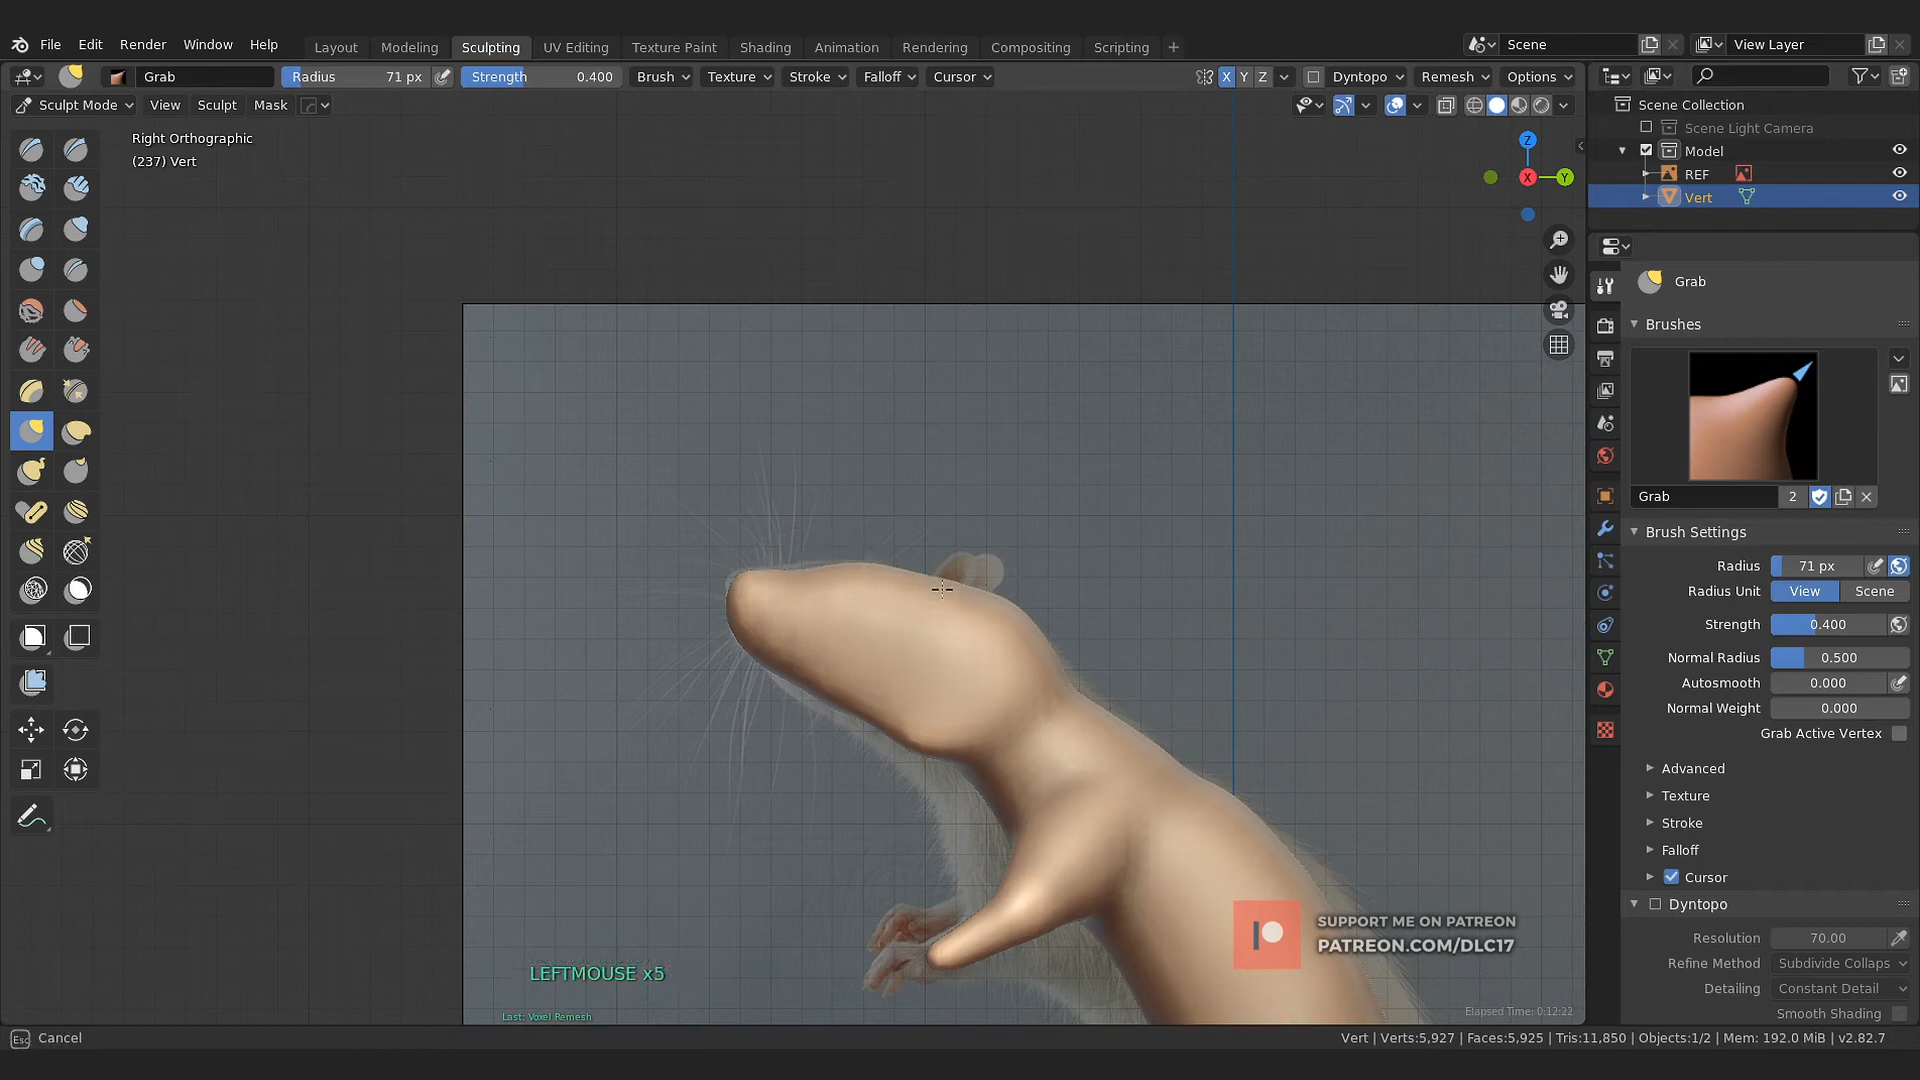 File Edit Render Window Help Layout Modeling Sculpting UV Editing Texture Paint Shading Animation Rendering Compositing Scripting + Scene View Layer
Grab Radius 71 px Strength 0.400 Brush Texture Stroke Falloff Cursor X Y Z Dyntopo Remesh Options
Sculpt Mode View Sculpt Mask
Right Orthographic
(237) Vert
Z
X
Y
Scene Collection
Scene Light Camera
Model
REF
Vert
Grab
Brushes
Grab 2
Brush Settings
Radius 71 px
Radius Unit View Scene
Strength 0.400
Normal Radius 0.500
Autosmooth 0.000
Normal Weight 0.000
Grab Active Vertex
Advanced
Texture
Stroke
Falloff
Cursor
Dyntopo
Resolution 70.00
Refine Method Subdivide Collaps
Detailing Constant Detail
Smooth Shading
SUPPORT ME ON PATREON
PATREON.COM/DLC17
LEFTMOUSE x5
Last: Voxel Remesh
Elapsed Time: 0:12:22
Esc Cancel
Vert | Verts:5,927 | Faces:5,925 | Tris:11,850 | Objects:1/2 | Mem: 192.0 MiB | v2.82.7